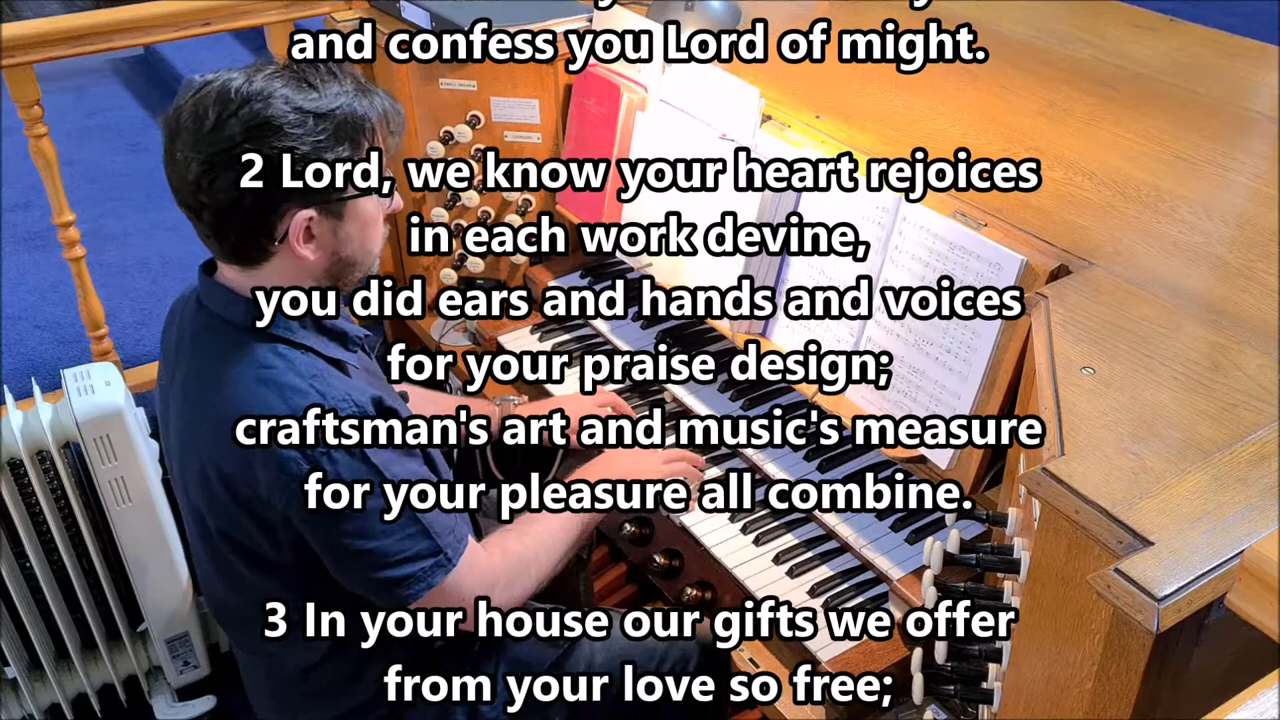 and confess you Lord of might.
2 Lord, we know your heart rejoices
in each work devine,
you did ears and hands and voices
for your praise design;
craftsman's art and music's measure
for your pleasure all combine.
3 In your house our gifts we offer
from your love so free;